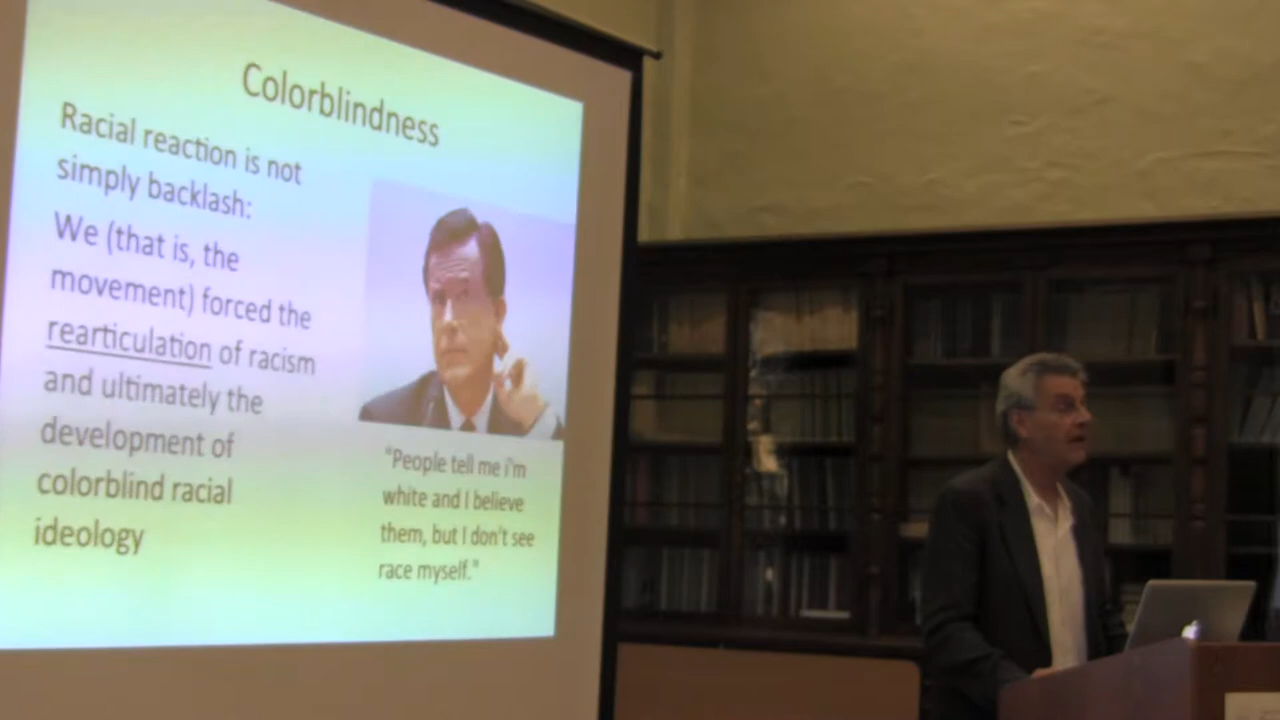 Colorblindness
Racial reaction is not
simply backlash:
We (that is, the
movement) forced the
rearticulation of racism
and ultimately the
development of
colorblind racial
ideology
"People tell me i'm
white and I believe
them, but I don't see
race myself."